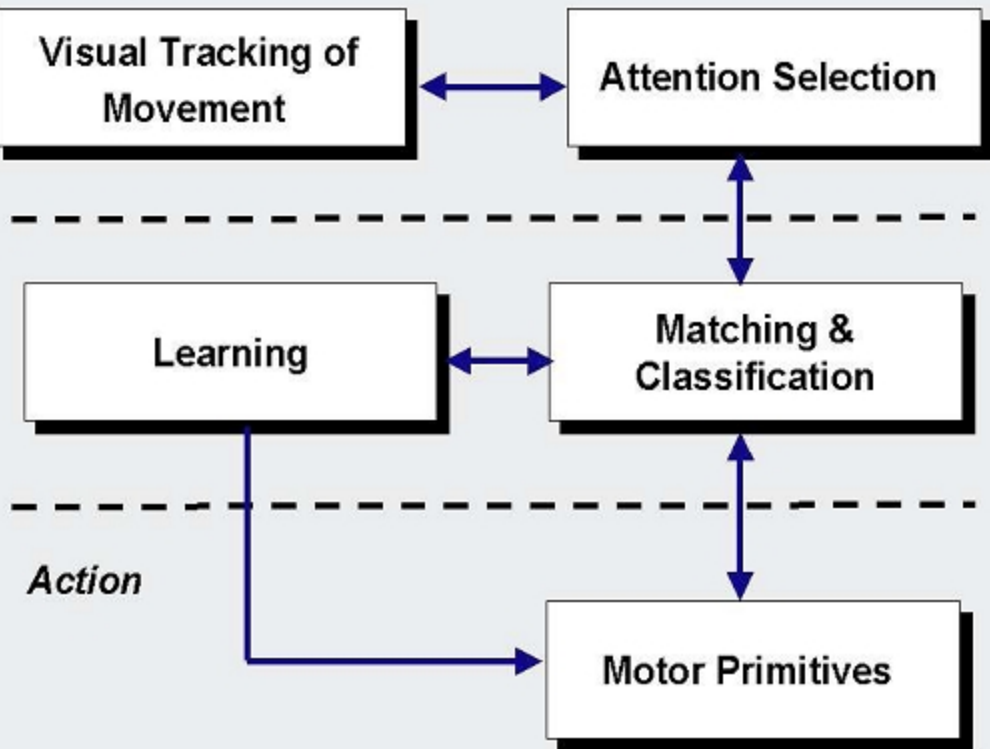 Visual Tracking of
Movement
Attention Selection
Learning
Matching &
Classification
Action
Motor Primitives